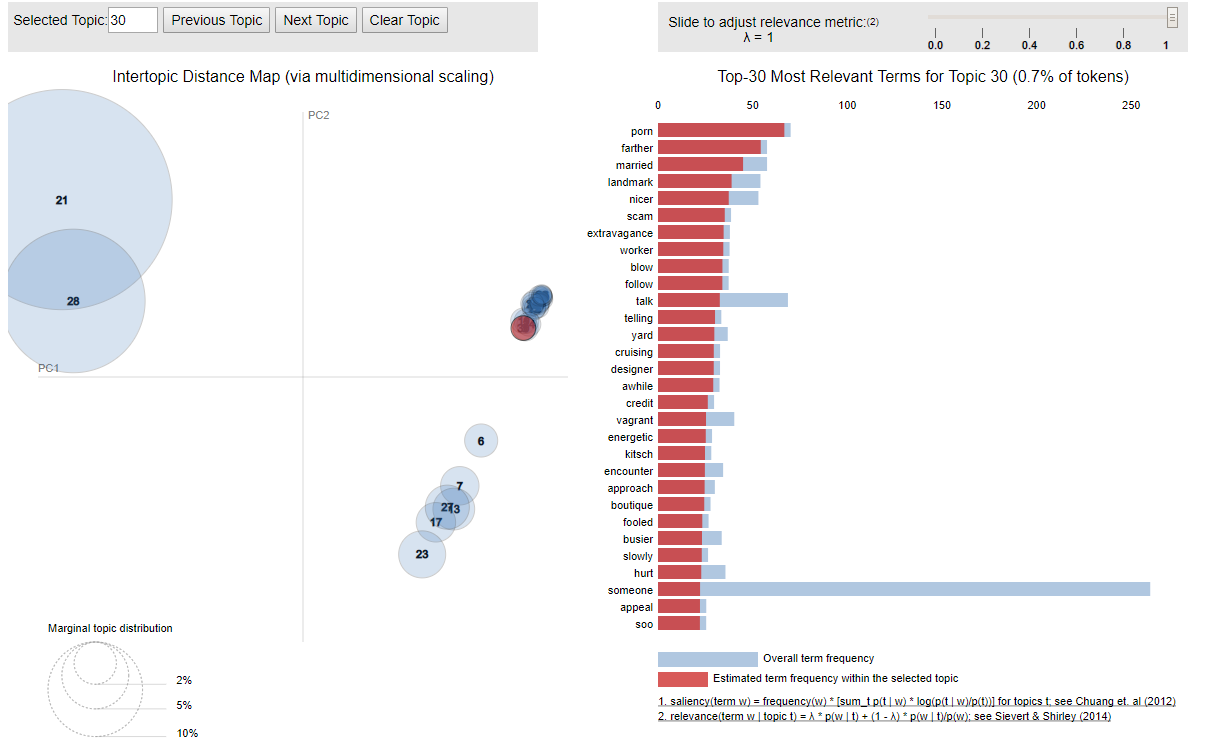 Selected Topic: 30 Previous Topic Next Topic Clear Topic
Slide to adjust relevance metric:(2)
λ = 1
0.0 0.2 0.4 0.6 0.8 1
Intertopic Distance Map (via multidimensional scaling)
PC2
21
28
PC1
6
7
27 13
17
23
Marginal topic distribution
2%
5%
10%
Top-30 Most Relevant Terms for Topic 30 (0.7% of tokens)
0 50 100 150 200 250
porn
farther
married
landmark
nicer
scam
extravagance
worker
blow
follow
talk
telling
yard
cruising
designer
awhile
credit
vagrant
energetic
kitsch
encounter
approach
boutique
fooled
busier
slowly
hurt
someone
appeal
soo
Overall term frequency
Estimated term frequency within the selected topic
1. saliency(term w) = frequency(w) * [sum_t p(t | w) * log(p(t | w)/p(t))] for topics t; see Chuang et. al (2012)
2. relevance(term w | topic t) = λ * p(w | t) + (1 - λ) * p(w | t)/p(w); see Sievert & Shirley (2014)